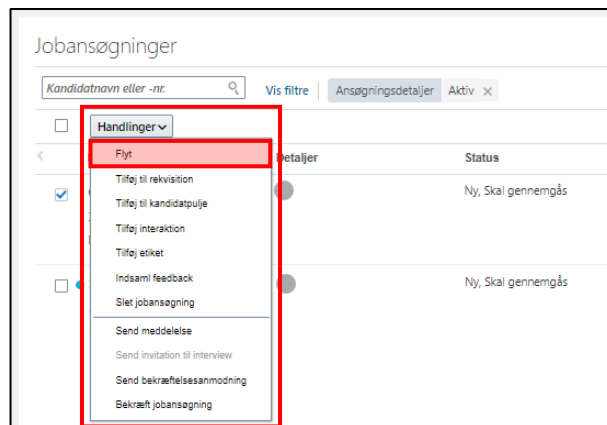 Jobansøgninger
Kandidatnavn eller -nr. Vis filtre Ansøgningsdetaljer Aktiv ×
Handlinger
Flyt
Detaljer Status
Tilføj til rekvisition
Ny, Skal gennemgås
Tilføj til kandidatpulje
Tilføj interaktion
Tilføj etiket
Indsaml feedback
Ny, Skal gennemgås
Slet jobansøgning
Send meddelelse
Send invitation til interview
Send bekræftelsesanmodning
Bekræft jobansøgning